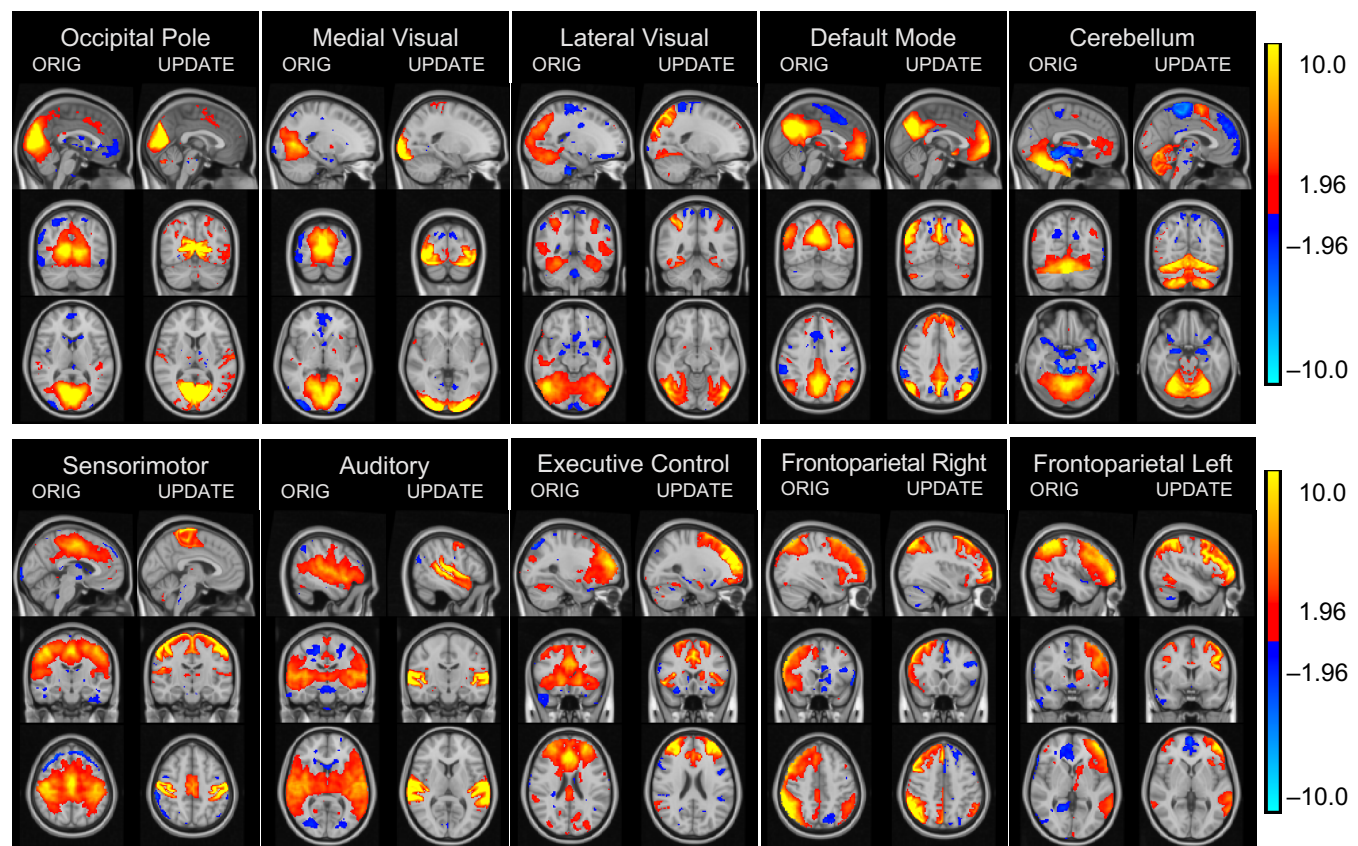 Occipital Pole
ORIG UPDATE
Medial Visual
ORIG UPDATE
Lateral Visual
ORIG UPDATE
Default Mode
ORIG UPDATE
Cerebellum
ORIG UPDATE
10.0
1.96
–1.96
–10.0
Sensorimotor
ORIG UPDATE
Auditory
ORIG UPDATE
Executive Control
ORIG UPDATE
Frontoparietal Right
ORIG UPDATE
Frontoparietal Left
ORIG UPDATE
10.0
1.96
–1.96
–10.0